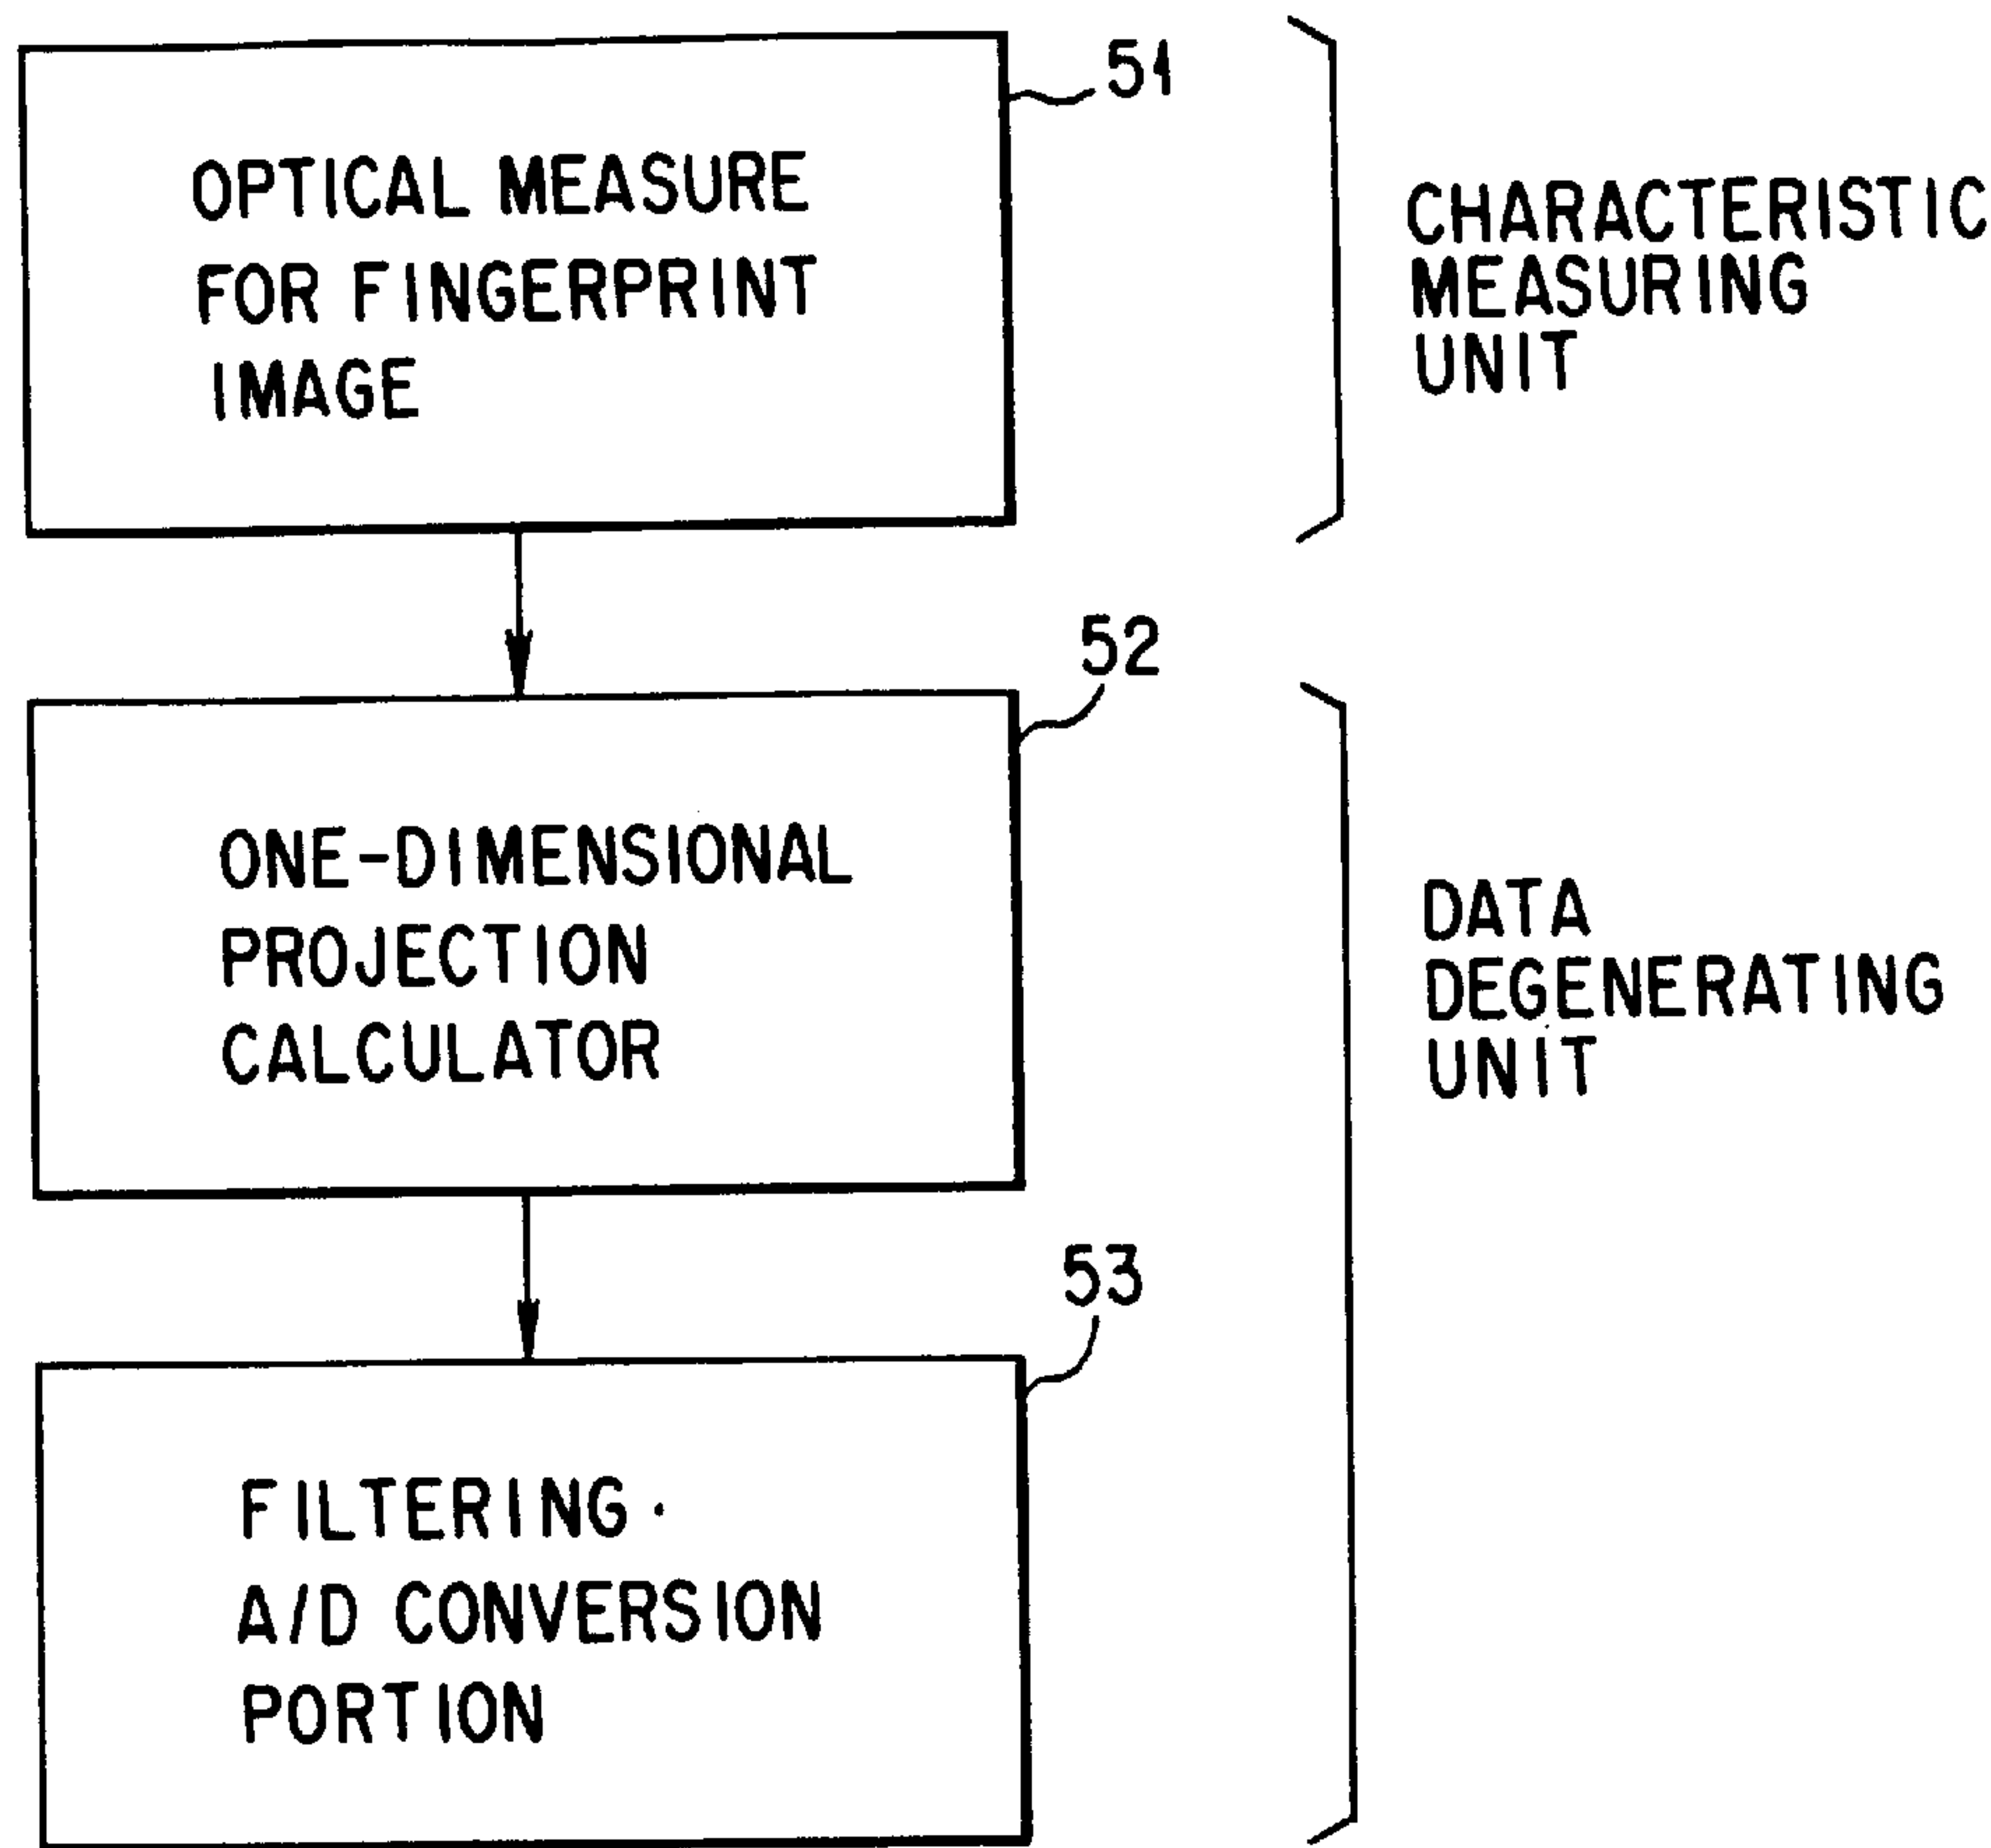 51
OPTICAL MEASURE
FOR FINGERPRINT
IMAGE
CHARACTERISTIC
MEASURING
UNIT
52
ONE-DIMENSIONAL
PROJECTION
CALCULATOR
DATA
DEGENERATING
UNIT
53
FILTERING·
A/D CONVERSION
PORTION